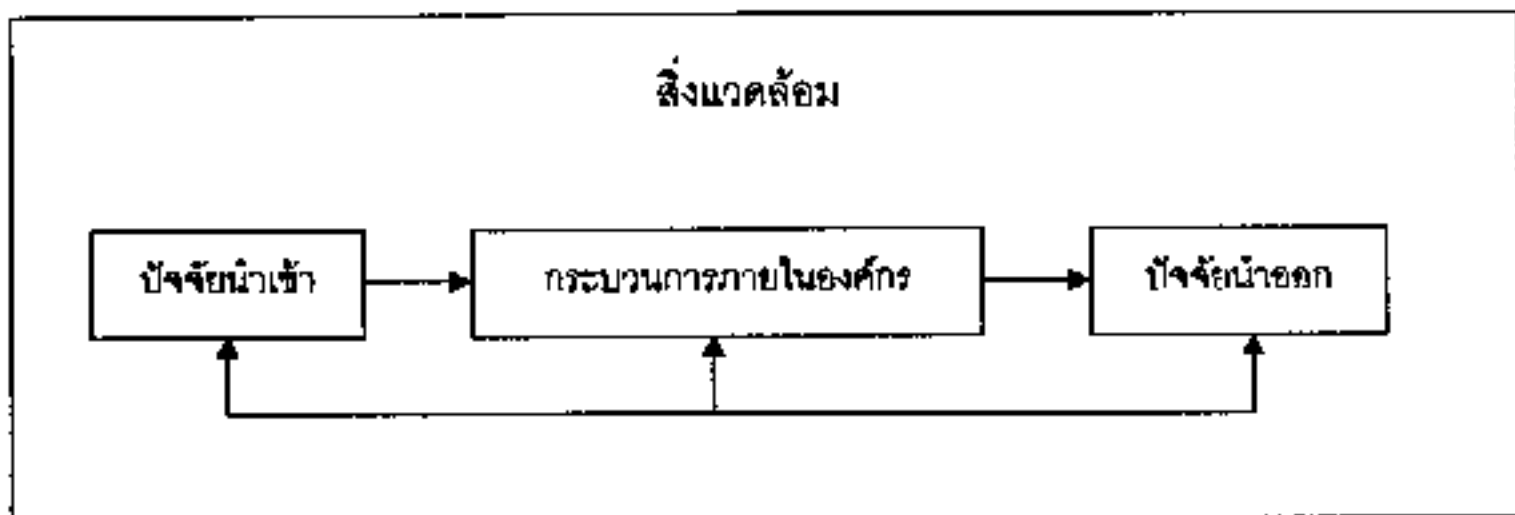 สิ่งแวดล้อม
ปัจจัยนำเข้า
กระบวนการภายในองค์กร
ปัจจัยนำออก